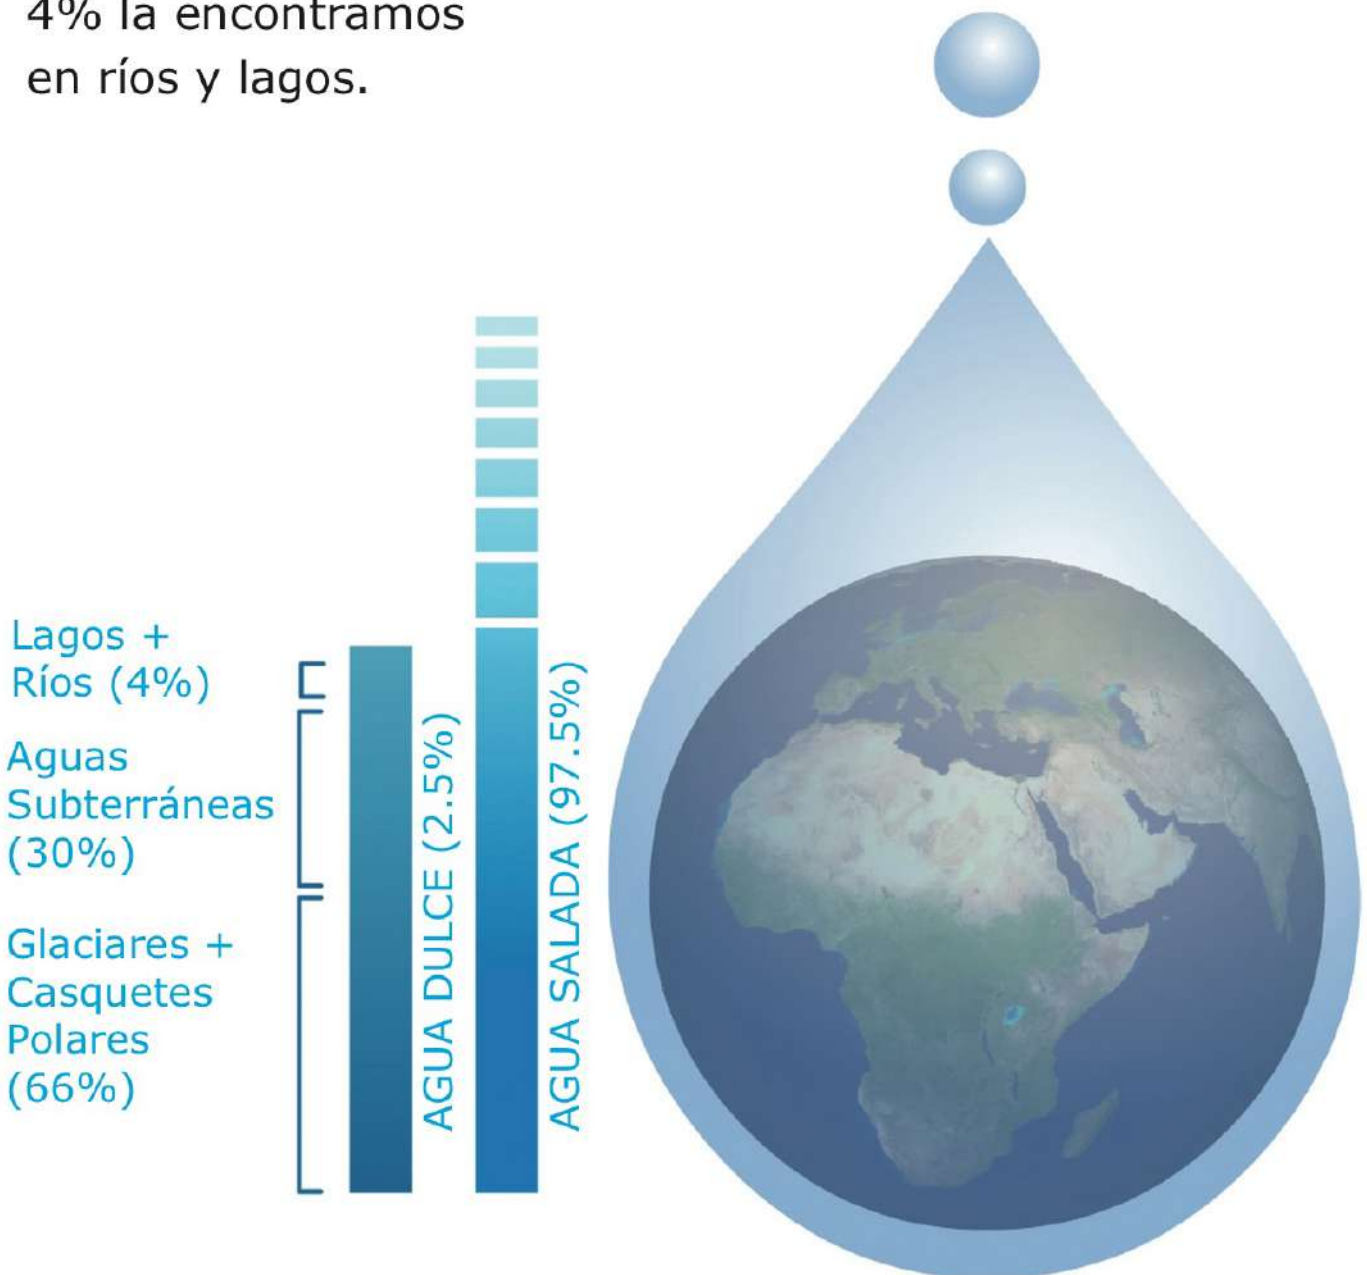 4% la encontramos
en ríos y lagos.
Lagos +
Ríos (4%)
Aguas
Subterráneas
(30%)
Glaciares +
Casquetes
Polares
(66%)
AGUA DULCE (2.5%)
AGUA SALADA (97.5%)